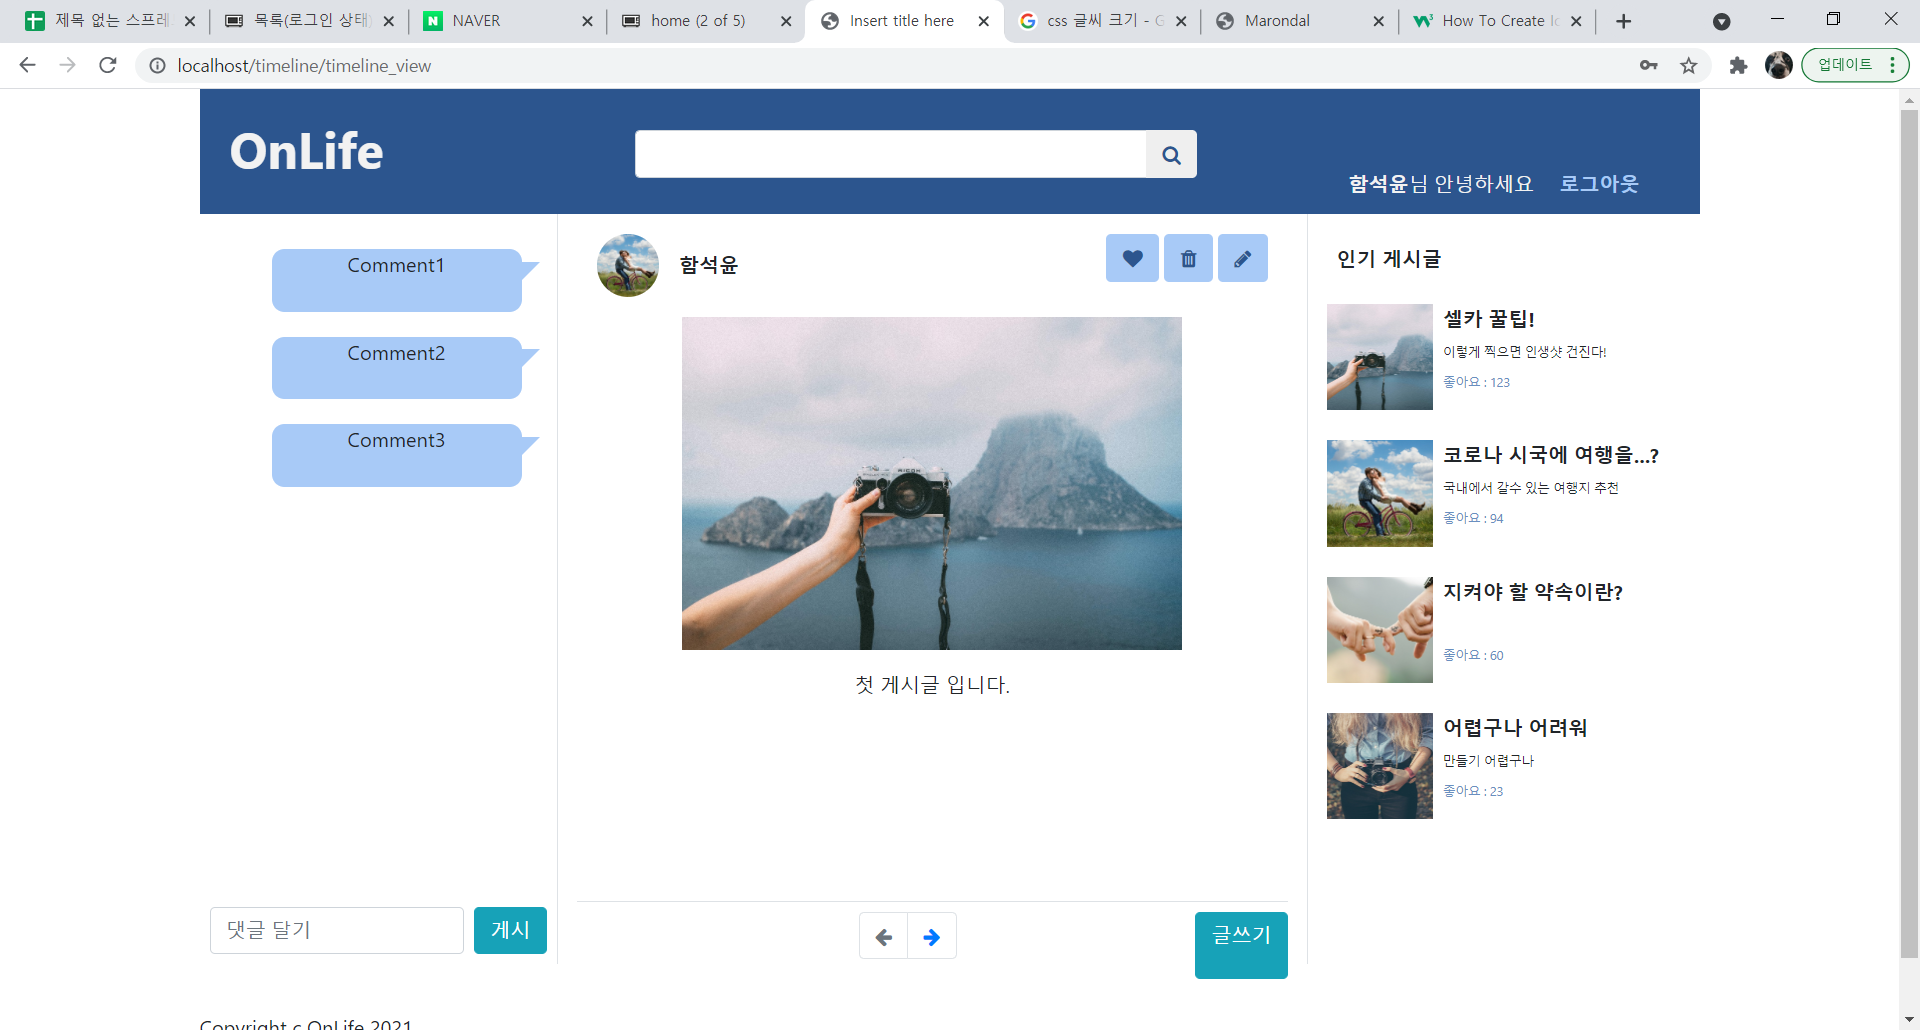 제목 없는 스프레
목록(로그인 상태)
NAVER
home (2 of 5)
Insert title here
css 글씨 크기 - G
Marondal
How To Create Ic
localhost/timeline/timeline_view
업데이트
OnLife
함석윤님 안녕하세요
로그아웃
Comment1
Comment2
Comment3
댓글 달기
게시
함석윤
첫 게시글 입니다.
글쓰기
인기 게시글
셀카 꿀팁!
이렇게 찍으면 인생샷 건진다!
좋아요 : 123
코로나 시국에 여행을...?
국내에서 갈수 있는 여행지 추천
좋아요 : 94
지켜야 할 약속이란?
좋아요 : 60
어렵구나 어려워
만들기 어렵구나
좋아요 : 23
Copyright c OnLife 2021